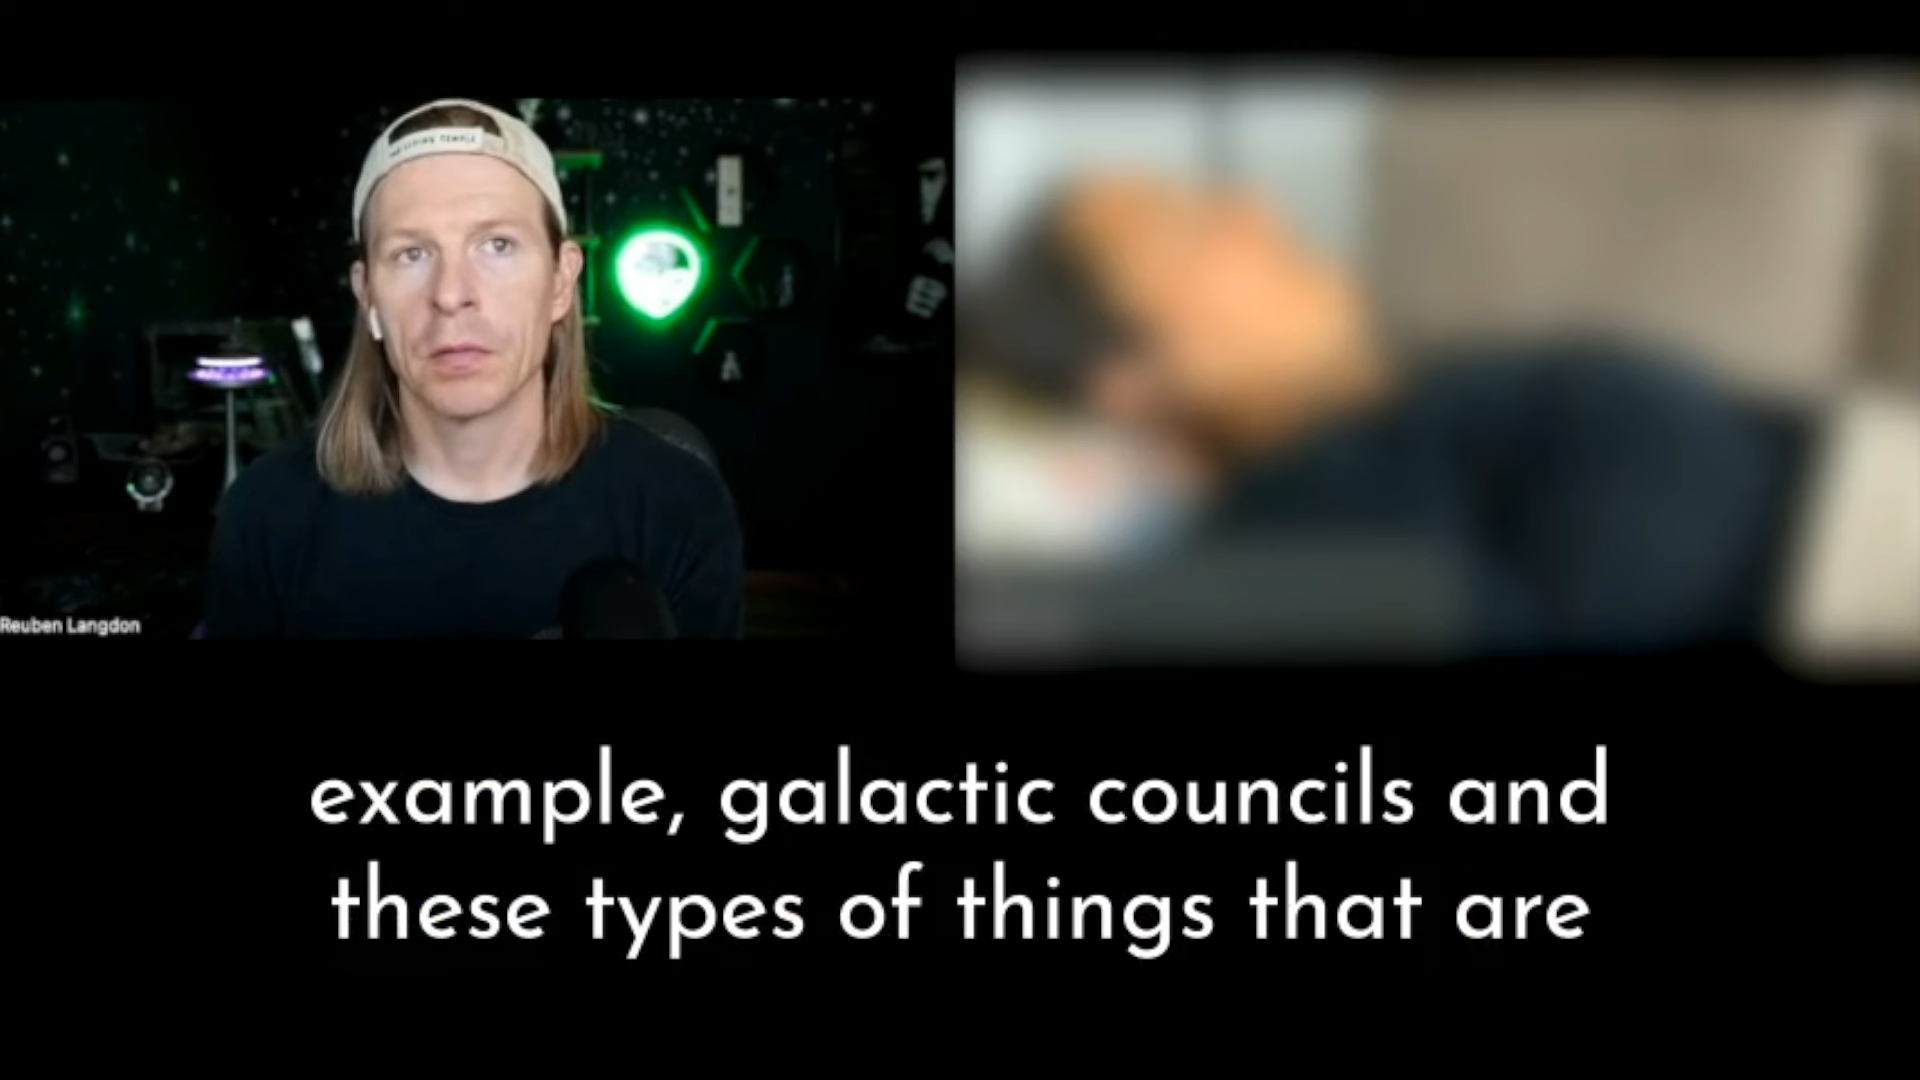 Reuben Langdon
example, galactic councils and
these types of things that are